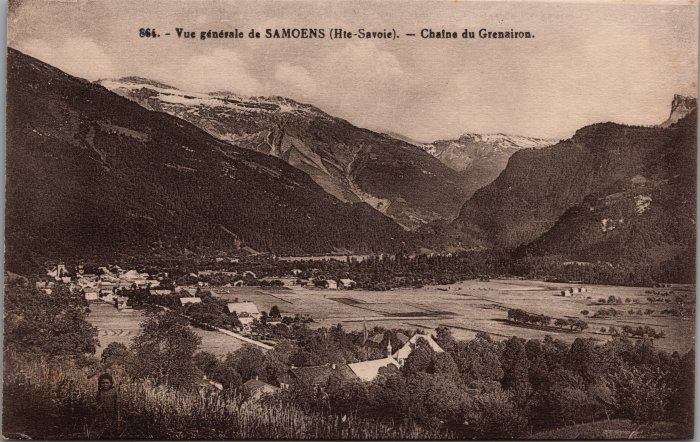 864. - Vue générale de SAMOENS (Hte-Savoie). — Chaîne du Grenairon.